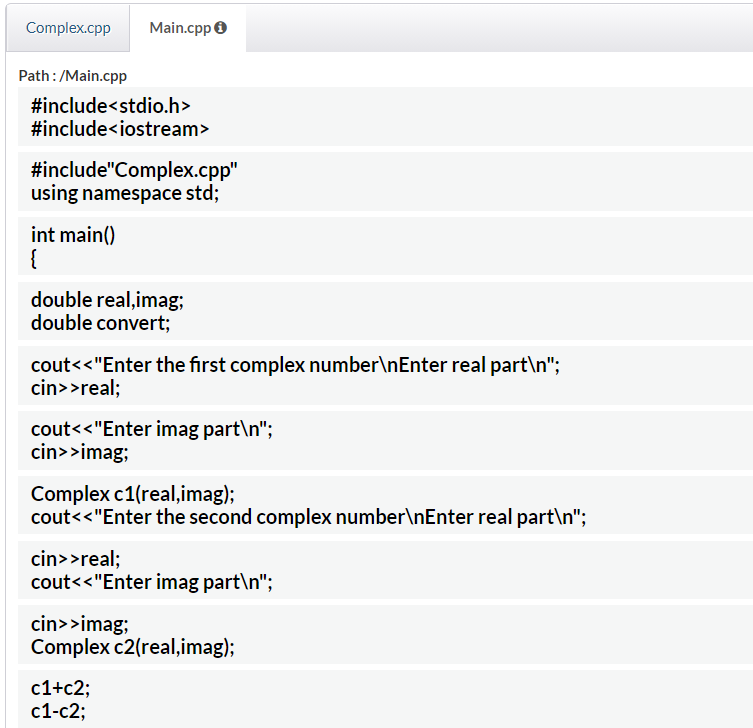 Complex.cpp
Main.cpp
Path : /Main.cpp
#include<stdio.h>
#include<iostream>
#include"Complex.cpp"
using namespace std;
int main()
{
double real,imag;
double convert;
cout<<"Enter the first complex number\nEnter real part\n";
cin>>real;
cout<<"Enter imag part\n";
cin>>imag;
Complex c1(real,imag);
cout<<"Enter the second complex number\nEnter real part\n";
cin>>real;
cout<<"Enter imag part\n";
cin>>imag;
Complex c2(real,imag);
c1+c2;
c1-c2;